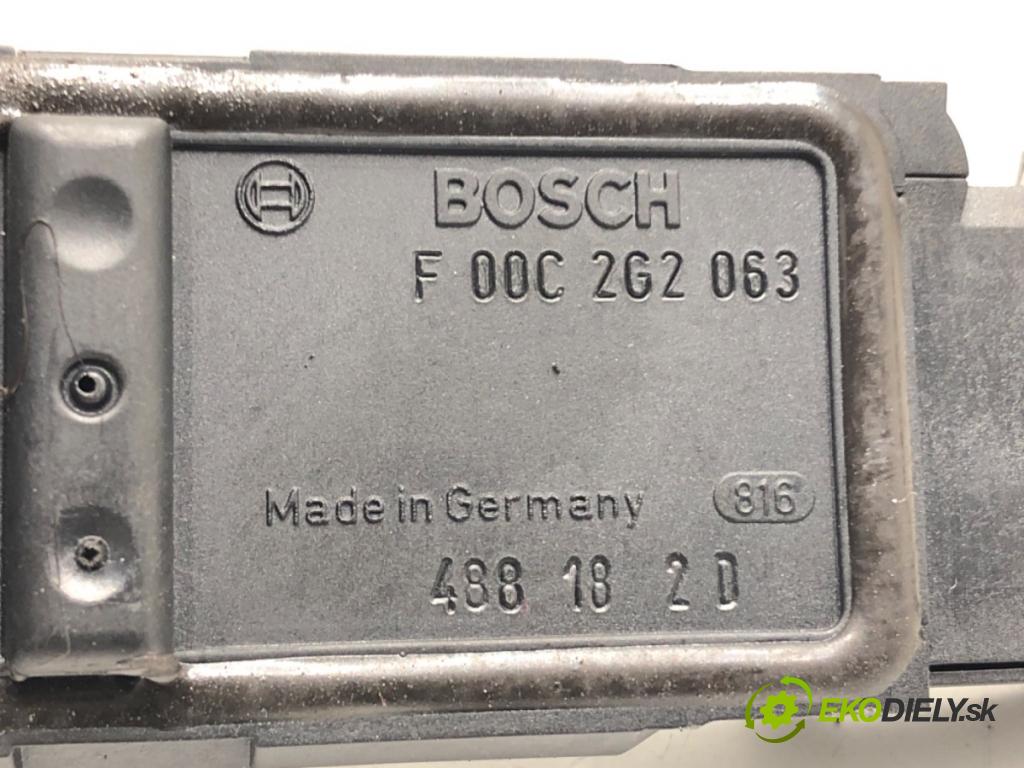 BOSCH
F 00C 2G2 063
Made in Germany 816
488 18 2 D
EKODIELY.sk